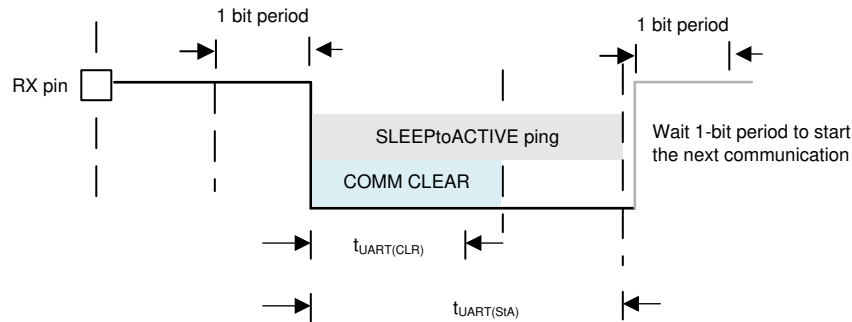 1 bit period
1 bit period
RX pin
SLEEPtoACTIVE ping
Wait 1-bit period to start
the next communication
COMM CLEAR
tUART(CLR)
tUART(StA)